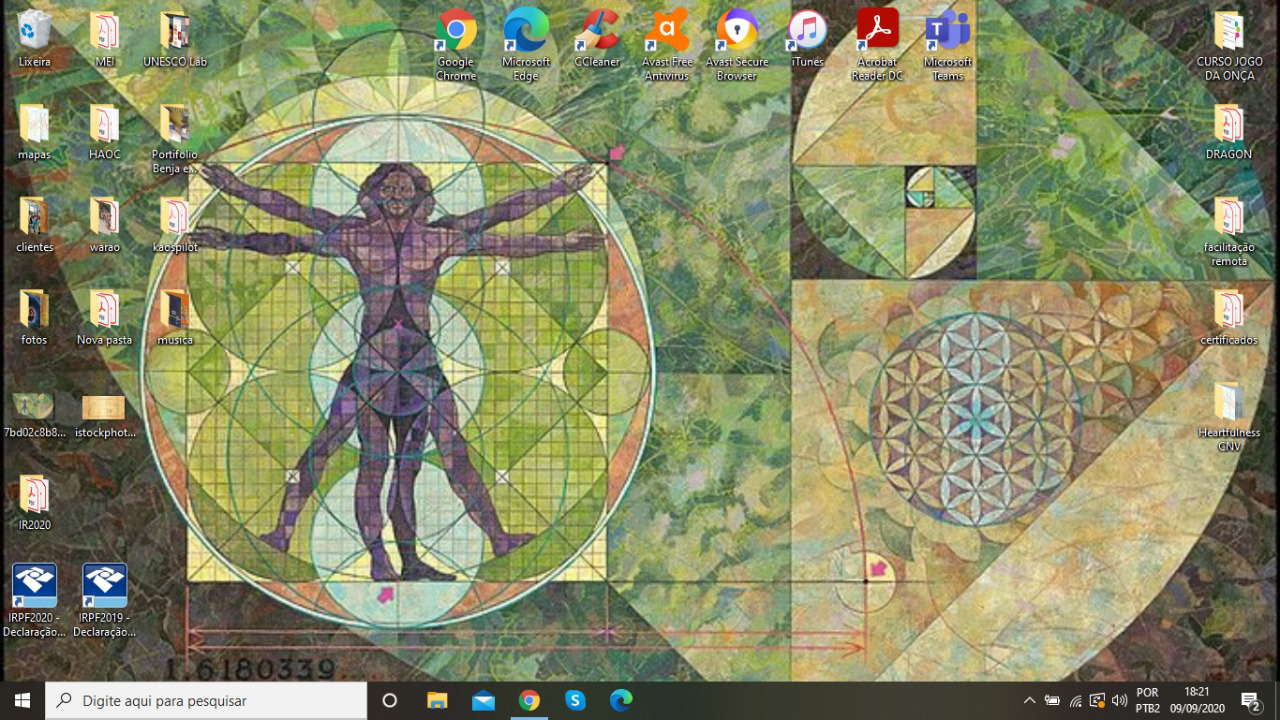 Lixeira
MEI
UNESCO Lab
Google
Chrome
Microsoft
Edge
CCleaner
Avast Free
Antivirus
Avast Secure
Browser
iTunes
Acrobat
Reader DC
Microsoft
Teams
CURSO JOGO
DA ONÇA
mapas
HAOC
Portifólio
Benja e...
DRAGON
clientes
warao
kaospilot
facilitação
remota
fotos
Nova pasta
musica
certificados
7bd02c8b8...
istockphot...
Heartfulness
CNV
IR2020
IRPF2020 -
Declaração...
IRPF2019 -
Declaração...
1.6180339
Digite aqui para pesquisar
POR
PTB2
18:21
09/09/2020
2